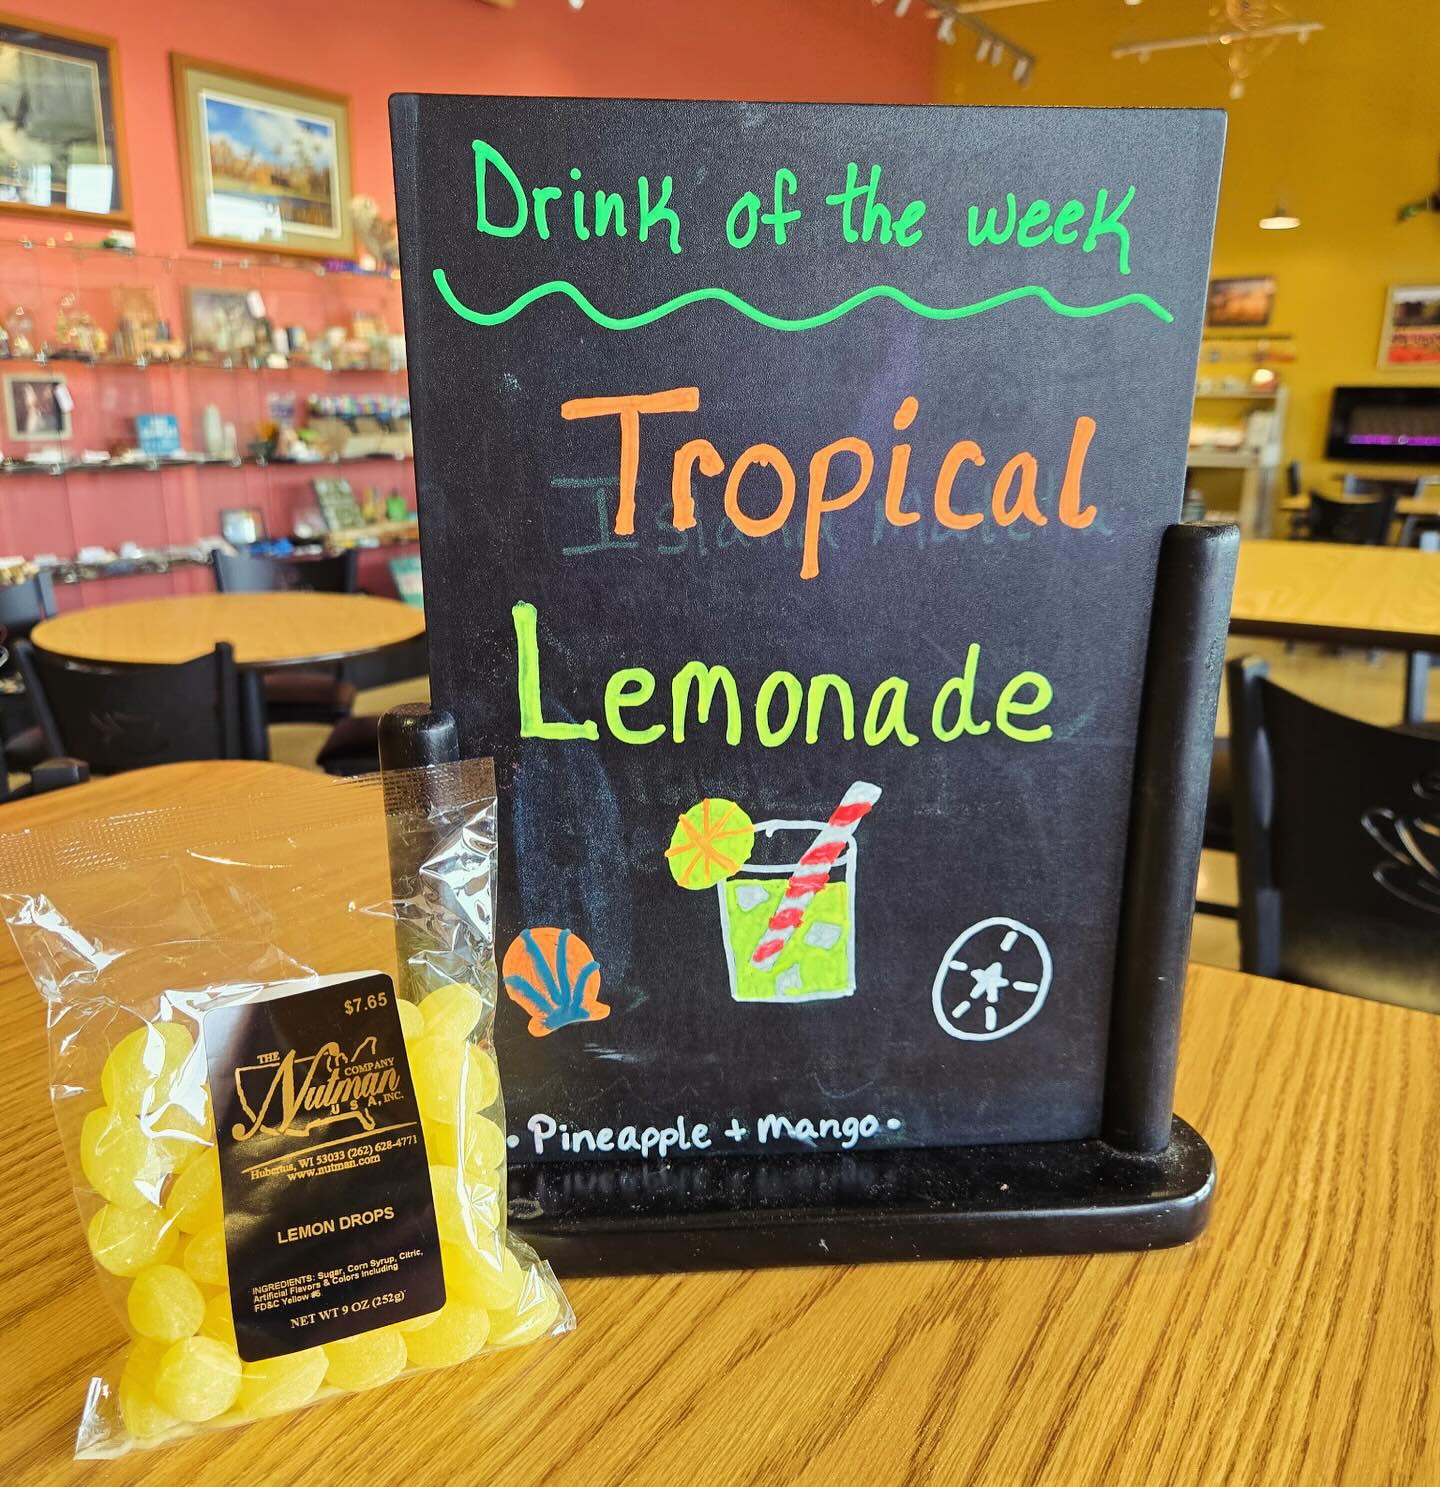 Drink of the week
Tropical
Lemonade
• Pineapple + mango •
$7.65
THE
Nutman
COMPANY
USA, INC.
Hubertus, WI 53033 (262) 628-4771
www.nutman.com
LEMON DROPS
INGREDIENTS: Sugar, Corn Syrup, Citric,
Artificial Flavors & Colors Including
FD&C Yellow #5
NET WT 9 OZ (252g)